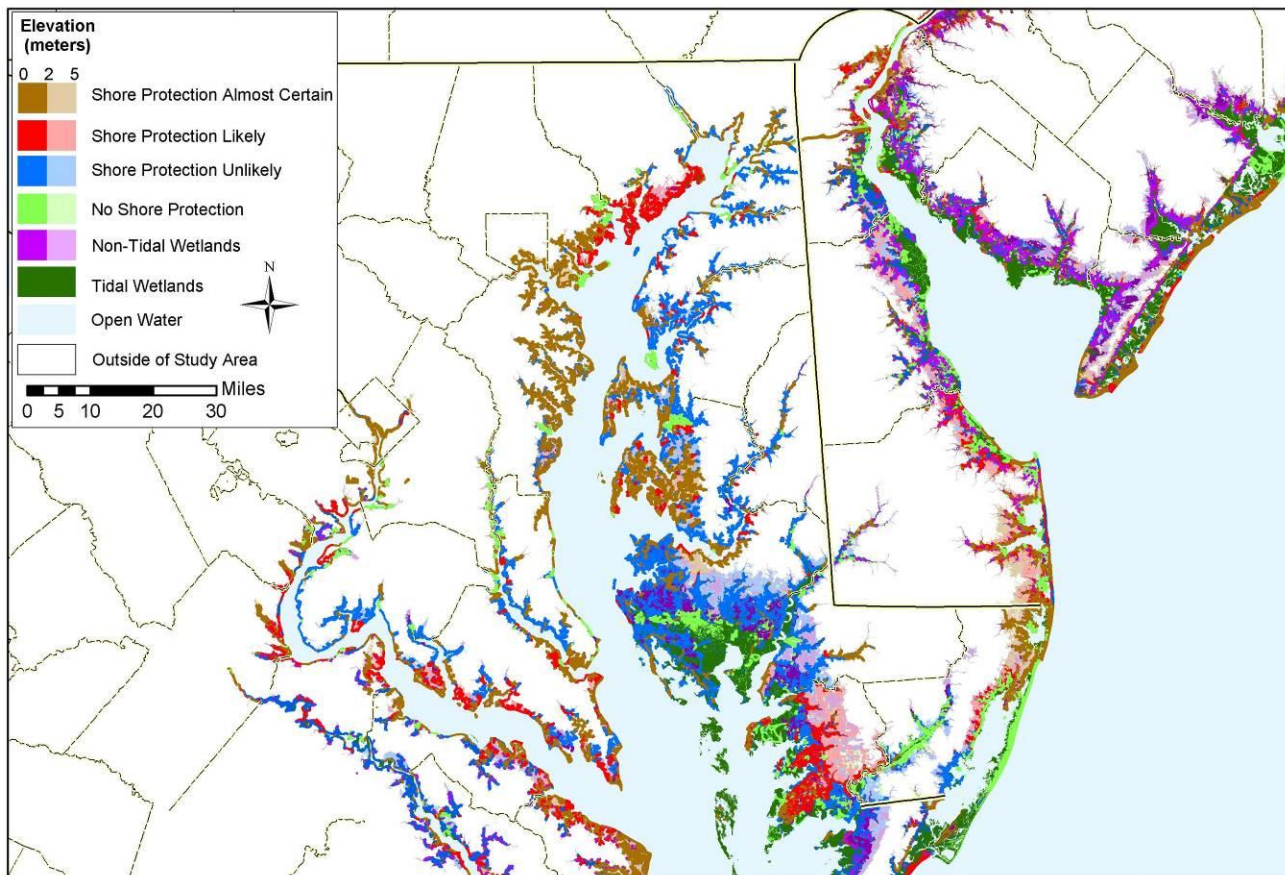 Elevation
(meters)
0 2 5
Shore Protection Almost Certain
Shore Protection Likely
Shore Protection Unlikely
No Shore Protection
Non-Tidal Wetlands
Tidal Wetlands
Open Water
Outside of Study Area
N
Miles
0 5 10 20 30